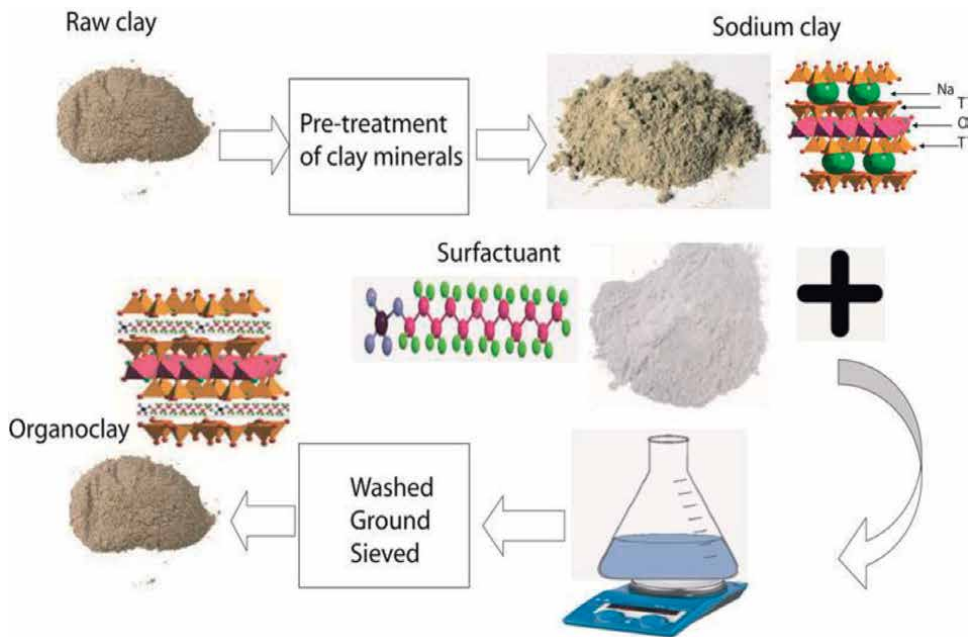 Raw clay
Sodium clay
Pre-treatment
of clay minerals
Na
T
O
T
Surfactuant
Organoclay
Washed
Ground
Sieved